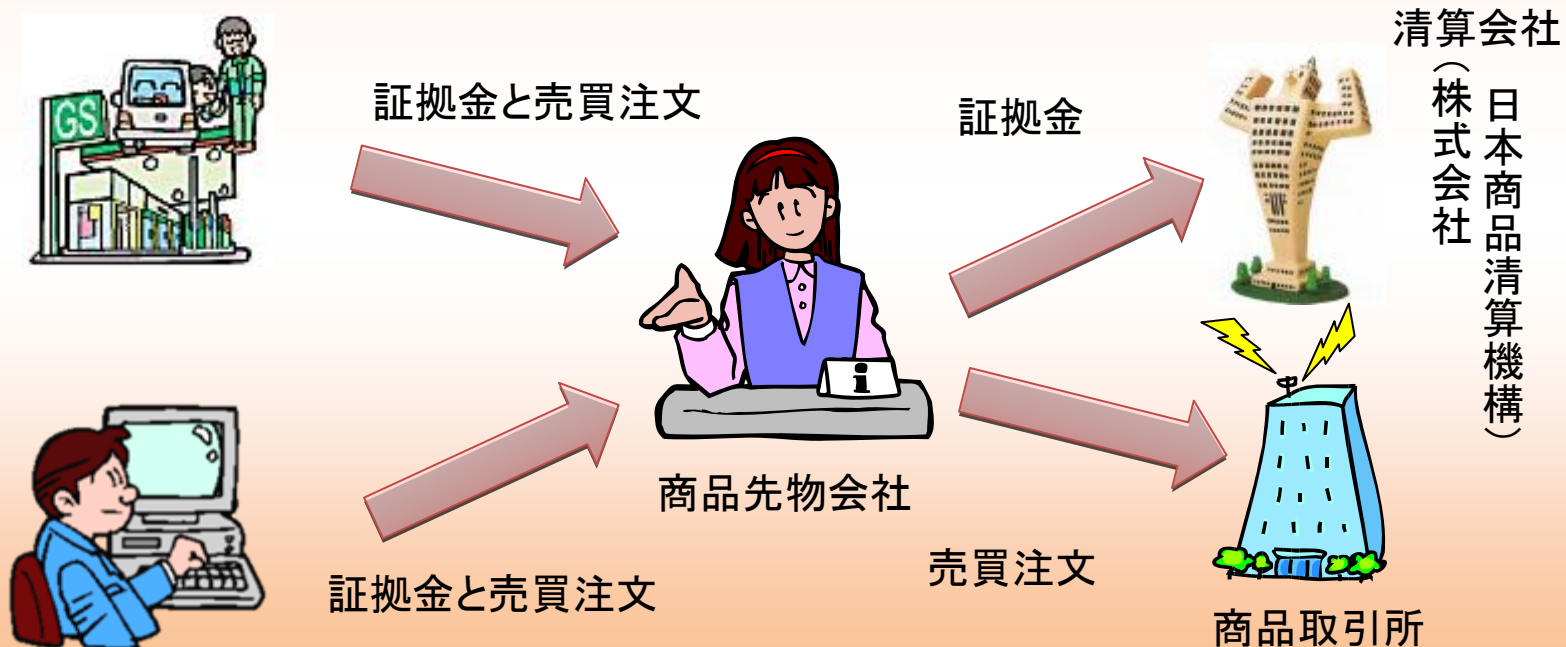 清算会社
(株式会社
日本商品清算機構)
GS
証拠金と売買注文
証拠金
i
商品先物会社
証拠金と売買注文
売買注文
商品取引所